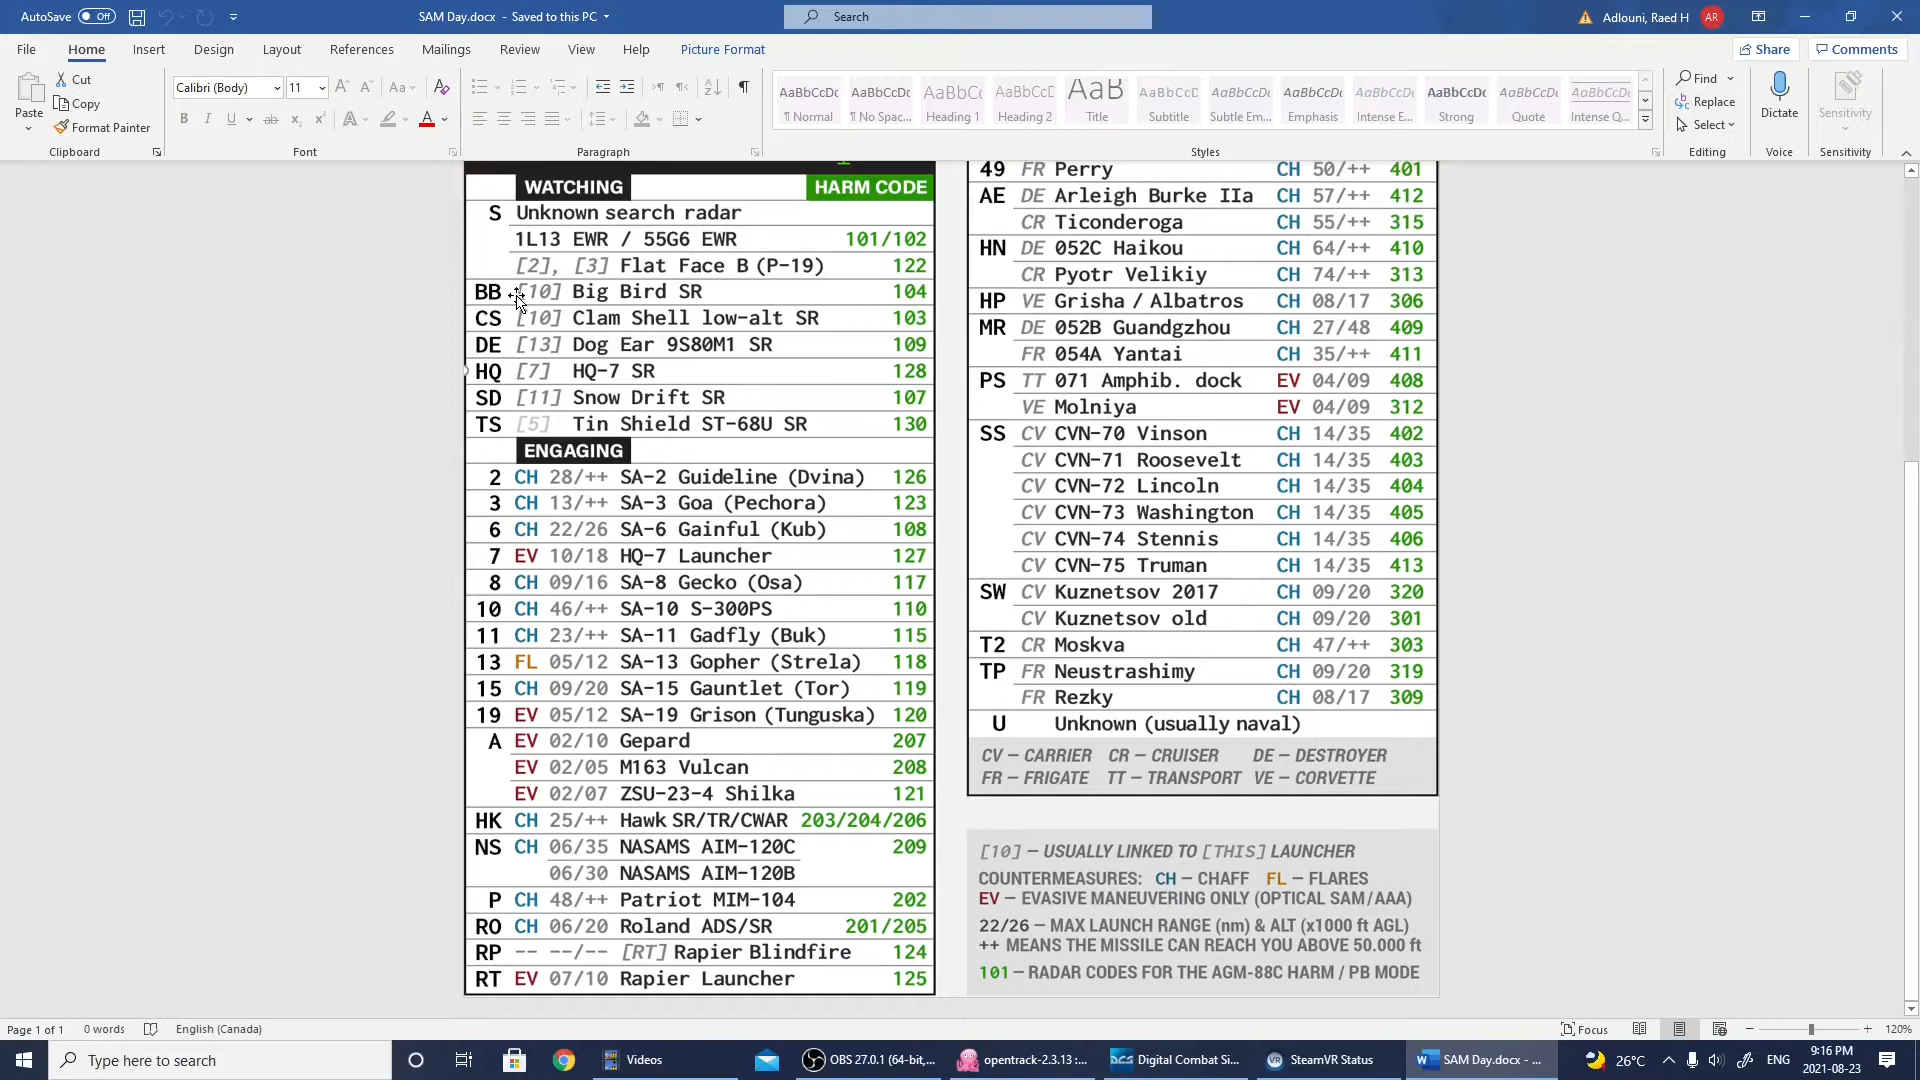 AutoSave Off
SAM Day.docx - Saved to this PC
Search
Adlouni, Raed H
AR
File Home Insert Design Layout References Mailings Review View Help Picture Format
Share Comments
Paste
Cut
Copy
Format Painter
Clipboard
Calibri (Body) 11
Font
Paragraph
AaBbCcDc ¶ Normal
AaBbCcDc ¶ No Spac...
AaBbCc Heading 1
AaBbCcD Heading 2
AaB Title
AaBbCcD Subtitle
AaBbCcDc Subtle Em...
AaBbCcDc Emphasis
AaBbCcDc Intense E...
AaBbCcDc Strong
AaBbCcDc Quote
AaBbCcDc Intense Q...
Styles
Find
Replace
Select
Editing
Dictate
Voice
Sensitivity
Sensitivity
WATCHING HARM CODE
S Unknown search radar
1L13 EWR / 55G6 EWR 101/102
[2], [3] Flat Face B (P-19) 122
BB [10] Big Bird SR 104
CS [10] Clam Shell low-alt SR 103
DE [13] Dog Ear 9S80M1 SR 109
HQ [7] HQ-7 SR 128
SD [11] Snow Drift SR 107
TS [5] Tin Shield ST-68U SR 130
ENGAGING
2 CH 28/++ SA-2 Guideline (Dvina) 126
3 CH 13/++ SA-3 Goa (Pechora) 123
6 CH 22/26 SA-6 Gainful (Kub) 108
7 EV 10/18 HQ-7 Launcher 127
8 CH 09/16 SA-8 Gecko (Osa) 117
10 CH 46/++ SA-10 S-300PS 110
11 CH 23/++ SA-11 Gadfly (Buk) 115
13 FL 05/12 SA-13 Gopher (Strela) 118
15 CH 09/20 SA-15 Gauntlet (Tor) 119
19 EV 05/12 SA-19 Grison (Tunguska) 120
A EV 02/10 Gepard 207
EV 02/05 M163 Vulcan 208
EV 02/07 ZSU-23-4 Shilka 121
HK CH 25/++ Hawk SR/TR/CWAR 203/204/206
NS CH 06/35 NASAMS AIM-120C 209
06/30 NASAMS AIM-120B
P CH 48/++ Patriot MIM-104 202
RO CH 06/20 Roland ADS/SR 201/205
RP -- --/-- [RT] Rapier Blindfire 124
RT EV 07/10 Rapier Launcher 125
49 FR Perry CH 50/++ 401
AE DE Arleigh Burke IIa CH 57/++ 412
CR Ticonderoga CH 55/++ 315
HN DE 052C Haikou CH 64/++ 410
CR Pyotr Velikiy CH 74/++ 313
HP VE Grisha / Albatros CH 08/17 306
MR DE 052B Guandgzhou CH 27/48 409
FR 054A Yantai CH 35/++ 411
PS TT 071 Amphib. dock EV 04/09 408
VE Molniya EV 04/09 312
SS CV CVN-70 Vinson CH 14/35 402
CV CVN-71 Roosevelt CH 14/35 403
CV CVN-72 Lincoln CH 14/35 404
CV CVN-73 Washington CH 14/35 405
CV CVN-74 Stennis CH 14/35 406
CV CVN-75 Truman CH 14/35 413
SW CV Kuznetsov 2017 CH 09/20 320
CV Kuznetsov old CH 09/20 301
T2 CR Moskva CH 47/++ 303
TP FR Neustrashimy CH 09/20 319
FR Rezky CH 08/17 309
U Unknown (usually naval)
CV – CARRIER CR – CRUISER DE – DESTROYER
FR – FRIGATE TT – TRANSPORT VE – CORVETTE
[10] – USUALLY LINKED TO [THIS] LAUNCHER
COUNTERMEASURES: CH – CHAFF FL – FLARES
EV – EVASIVE MANEUVERING ONLY (OPTICAL SAM/AAA)
22/26 – MAX LAUNCH RANGE (nm) & ALT (x1000 ft AGL)
++ MEANS THE MISSILE CAN REACH YOU ABOVE 50.000 ft
101 – RADAR CODES FOR THE AGM-88C HARM / PB MODE
Page 1 of 1 0 words English (Canada)
Focus
120%
Type here to search
Videos
OBS 27.0.1 (64-bit,...
opentrack-2.3.13 :...
Digital Combat Si...
SteamVR Status
SAM Day.docx - ...
26°C
ENG
9:16 PM
2021-08-23